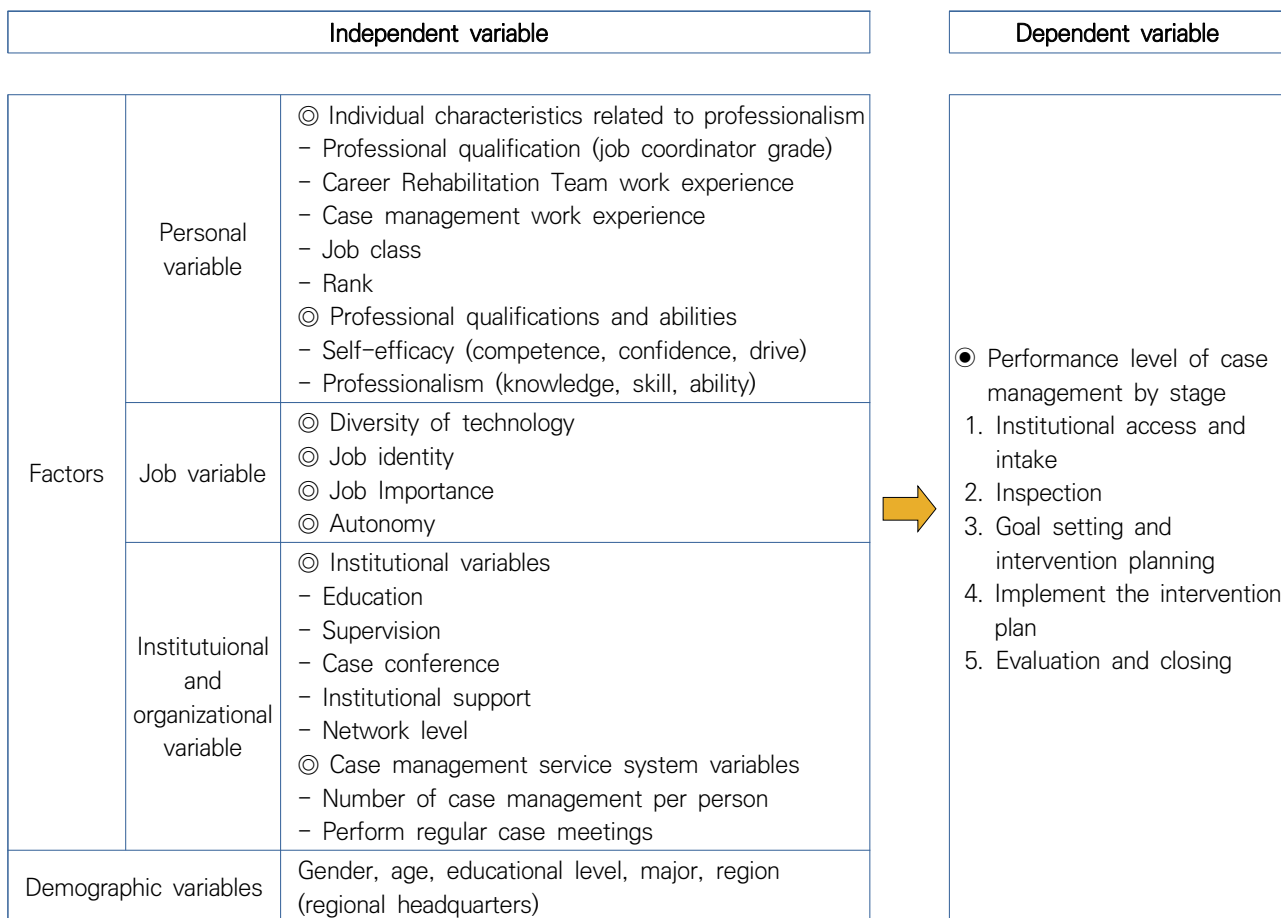 Independent variable
Dependent variable
Factors
Personal
variable
◎ Individual characteristics related to professionalism
- Professional qualification (job coordinator grade)
- Career Rehabilitation Team work experience
- Case management work experience
- Job class
- Rank
◎ Professional qualifications and abilities
- Self-efficacy (competence, confidence, drive)
- Professionalism (knowledge, skill, ability)
Job variable
◎ Diversity of technology
◎ Job identity
◎ Job Importance
◎ Autonomy
Institutuional
and
organizational
variable
◎ Institutional variables
- Education
- Supervision
- Case conference
- Institutional support
- Network level
◎ Case management service system variables
- Number of case management per person
- Perform regular case meetings
Demographic variables
Gender, age, educational level, major, region
(regional headquarters)
◉ Performance level of case
management by stage
1. Institutional access and
intake
2. Inspection
3. Goal setting and
intervention planning
4. Implement the intervention
plan
5. Evaluation and closing